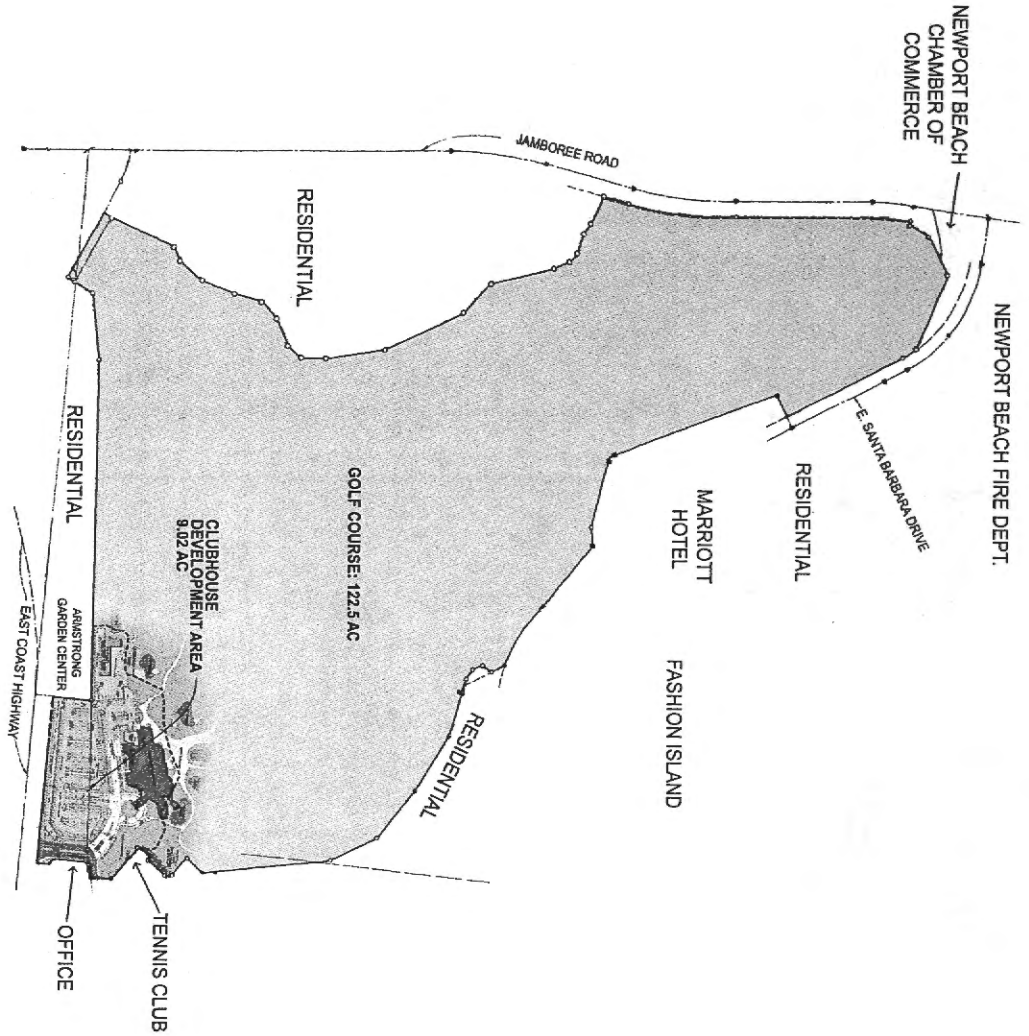 NEWPORT BEACH
CHAMBER OF
COMMERCE
NEWPORT BEACH FIRE DEPT.
JAMBOREE ROAD
E. SANTA BARBARA DRIVE
RESIDENTIAL
RESIDENTIAL
MARRIOTT
HOTEL
FASHION ISLAND
GOLF COURSE: 122.5 AC
RESIDENTIAL
RESIDENTIAL
CLUBHOUSE
DEVELOPMENT AREA
9.02 AC
ARMSTRONG
GARDEN CENTER
EAST COAST HIGHWAY
TENNIS CLUB
OFFICE